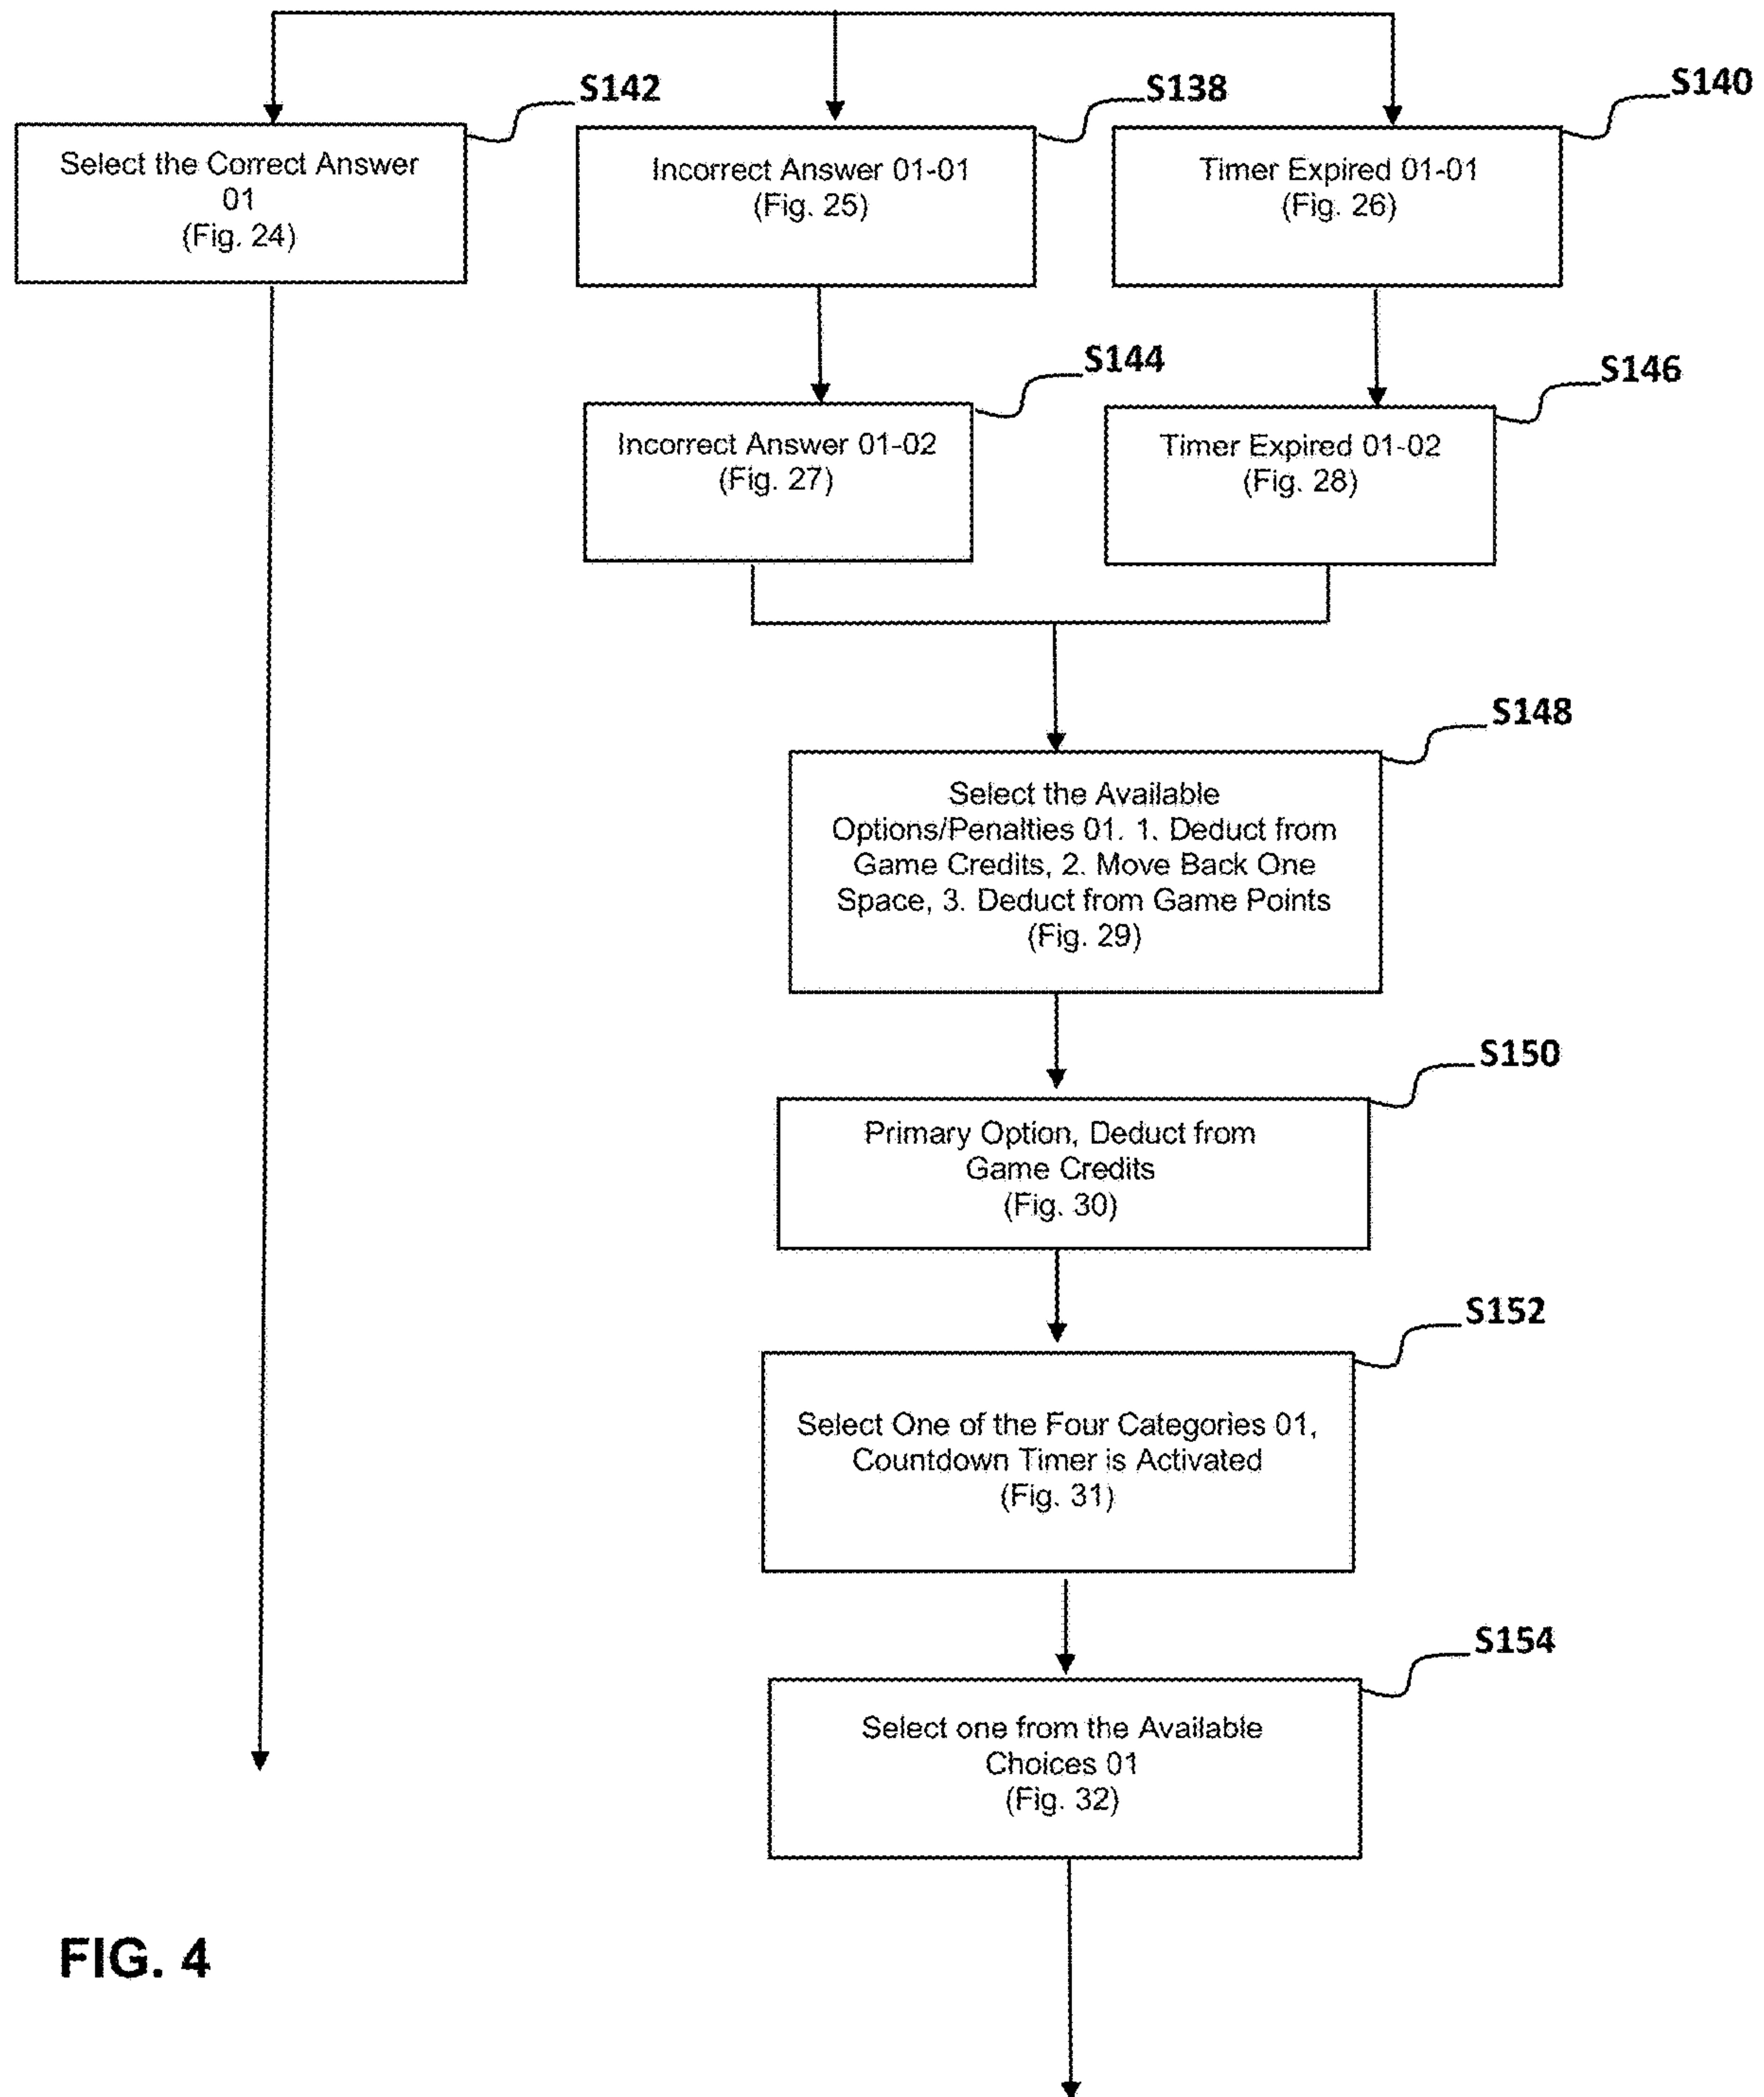 S142
Select the Correct Answer
01
(Fig. 24)
S138
Incorrect Answer 01-01
(Fig. 25)
S140
Timer Expired 01-01
(Fig. 26)
S144
Incorrect Answer 01-02
(Fig. 27)
S146
Timer Expired 01-02
(Fig. 28)
S148
Select the Available
Options/Penalties 01. 1. Deduct from
Game Credits, 2. Move Back One
Space, 3. Deduct from Game Points
(Fig. 29)
S150
Primary Option, Deduct from
Game Credits
(Fig. 30)
S152
Select One of the Four Categories 01,
Countdown Timer is Activated
(Fig. 31)
S154
Select one from the Available
Choices 01
(Fig. 32)
FIG. 4